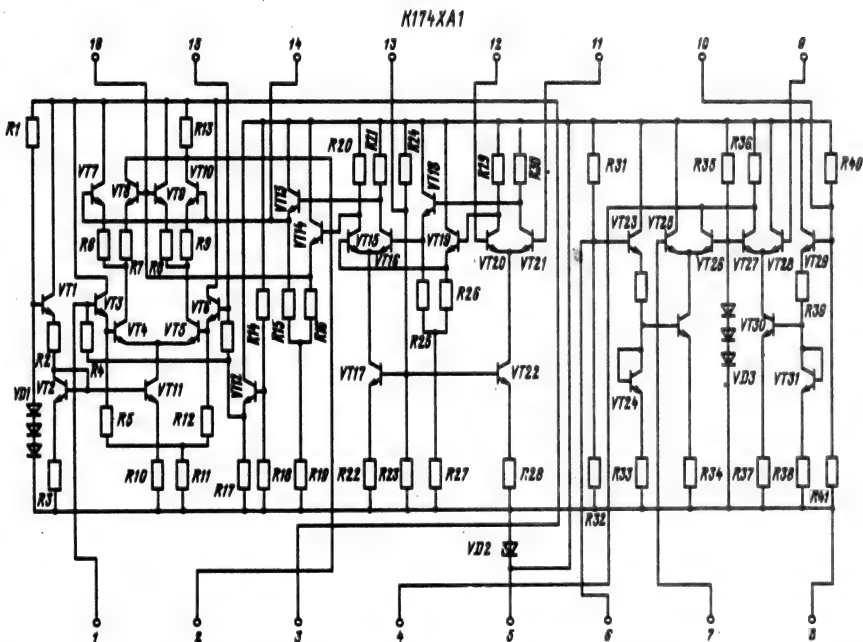 К174ХА1
16 15 14 13 12 11 10 9
R1
R13
R20
R21
R24
R29
R30
R31
R35
R36
R40
VT7
VT8
VT9
VT10
VT13
VT14
VT18
VT23
VT25
VT15
VT16
VT19
VT20
VT21
VT26
VT27
VT28
VT29
R6
R7
R8
R9
VT1
VT3
VT4
VT5
VT6
R14
R15
R16
R25
R26
R39
VT30
R2
R4
VT2
VT11
VT12
VT17
VT22
VT24
VD3
VT31
VD1
R5
R12
R3
R10
R11
R17
R18
R19
R22
R23
R27
R28
R32
R33
R34
R37
R38
R41
VD2
1 2 3 4 5 6 7 8